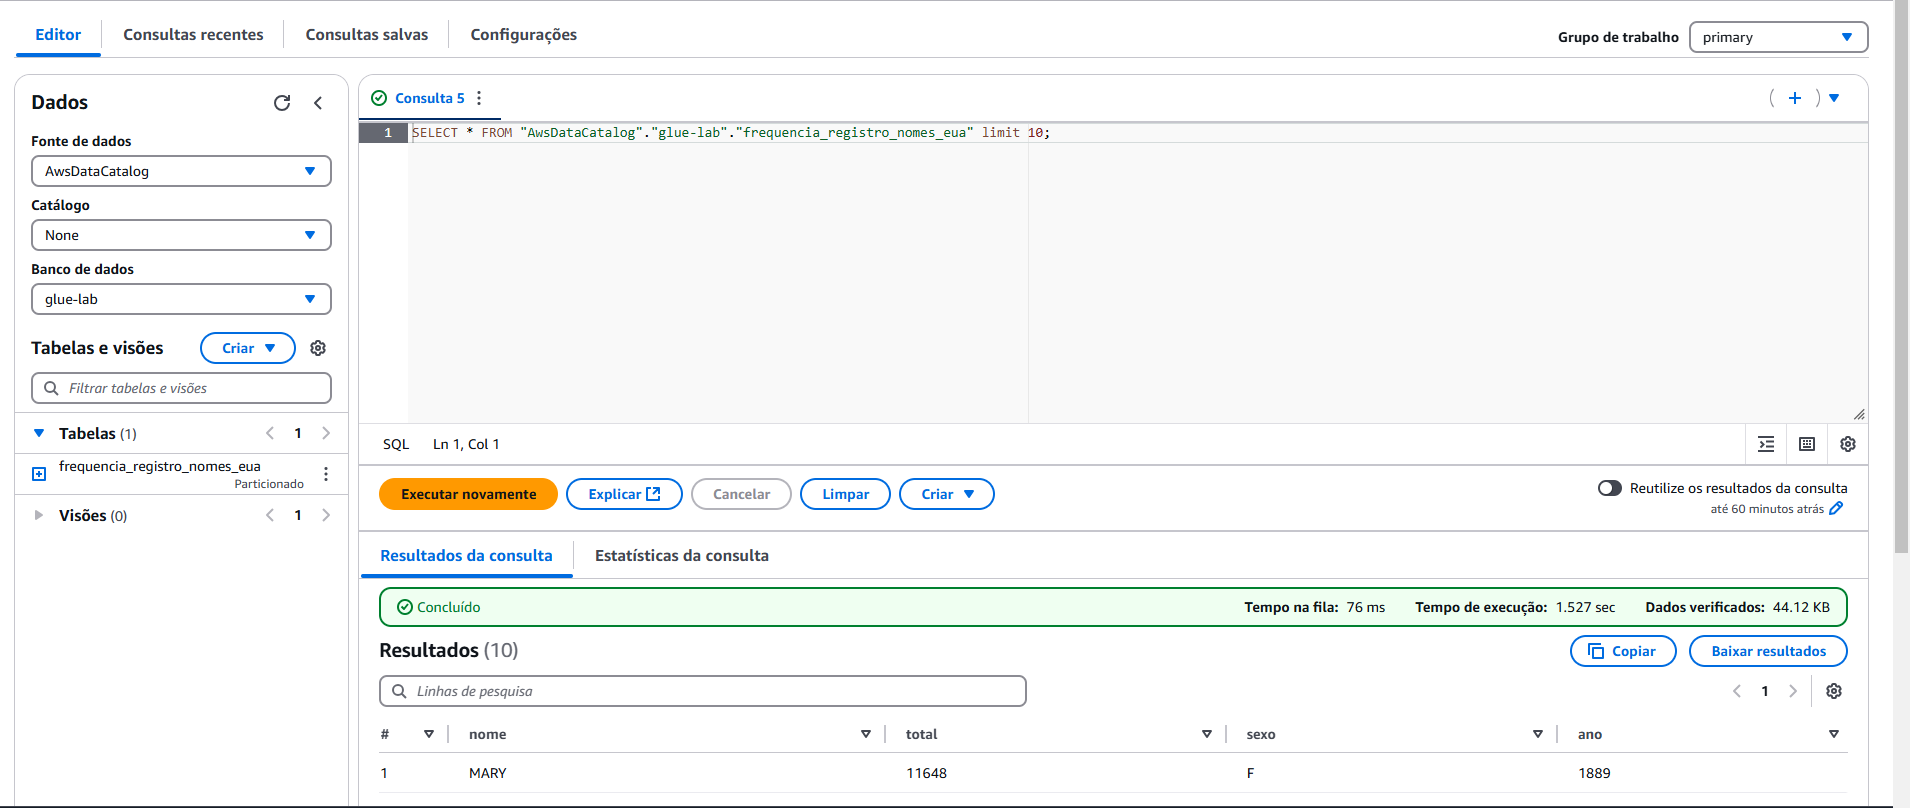 Editor Consultas recentes Consultas salvas Configurações
Grupo de trabalho primary
Dados
Fonte de dados
AwsDataCatalog
Catálogo
None
Banco de dados
glue-lab
Tabelas e visões Criar
Filtrar tabelas e visões
Tabelas (1) 1
frequencia_registro_nomes_eua
Particionado
Visões (0) 1
Consulta 5
1 SELECT * FROM "AwsDataCatalog"."glue-lab"."frequencia_registro_nomes_eua" limit 10;
SQL Ln 1, Col 1
Executar novamente Explicar Cancelar Limpar Criar
Reutilize os resultados da consulta
até 60 minutos atrás
Resultados da consulta Estatísticas da consulta
Concluído Tempo na fila: 76 ms Tempo de execução: 1.527 sec Dados verificados: 44.12 KB
Resultados (10) Copiar Baixar resultados
Linhas de pesquisa 1
# nome total sexo ano
1 MARY 11648 F 1889